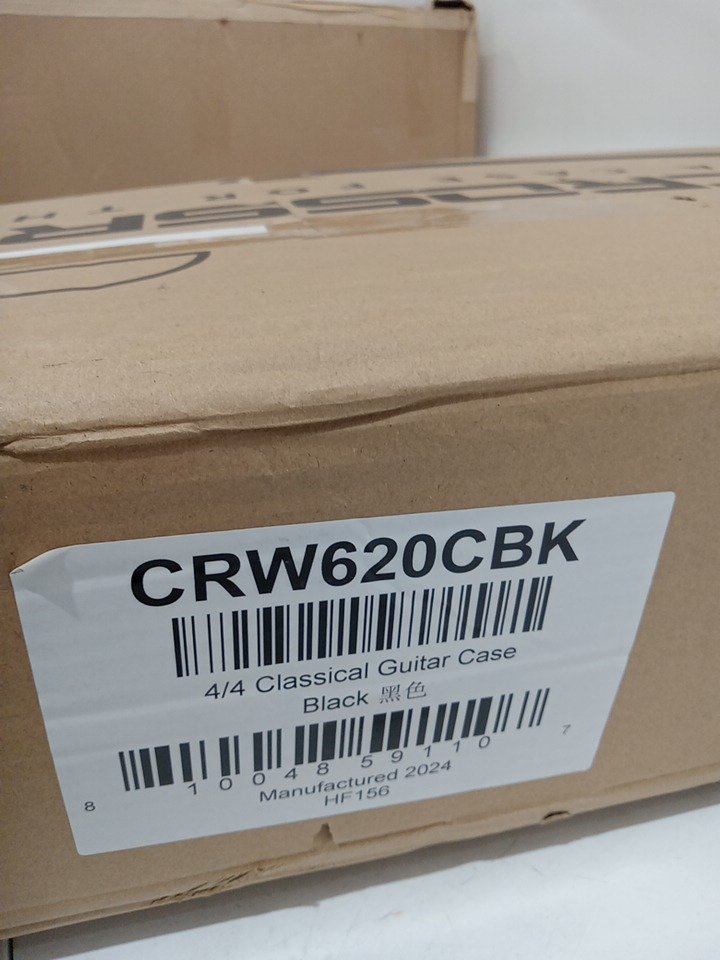 CRW620CBK
4/4 Classical Guitar Case
Black 黑色
8 10048 59110 7
Manufactured 2024
HF156